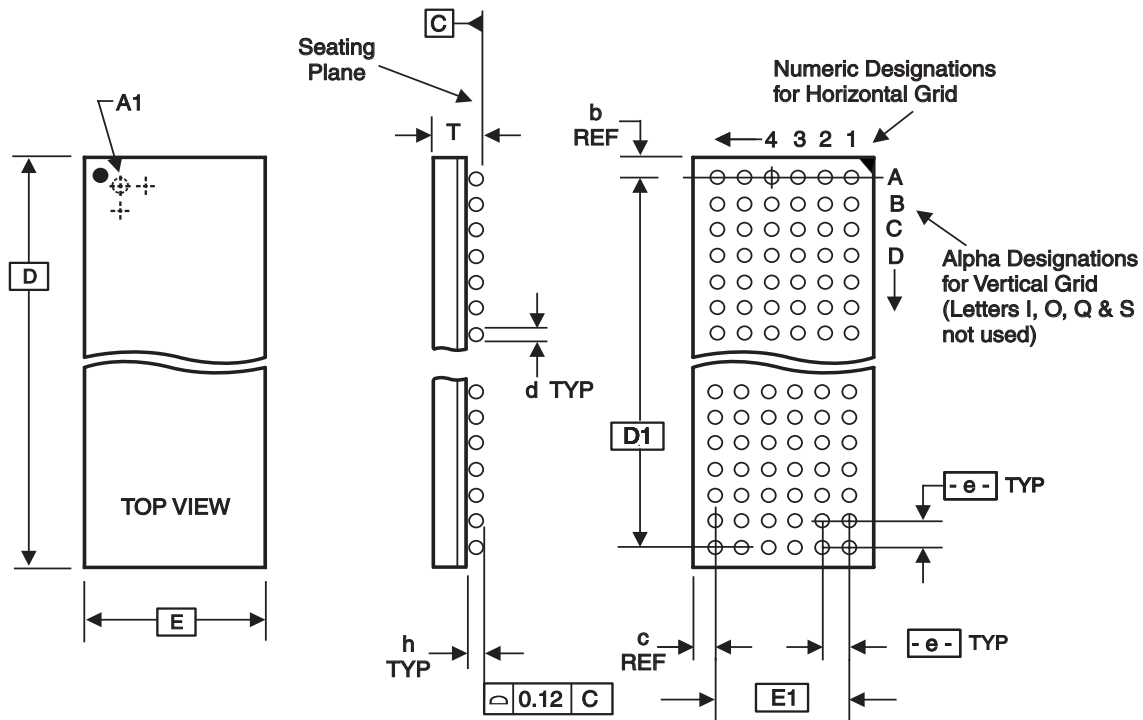 C
Seating
Plane
Numeric Designations
for Horizontal Grid
A1
T
b
REF
4 3 2 1
A
B
C
D
Alpha Designations
for Vertical Grid
(Letters I, O, Q & S
not used)
D
d TYP
D1
TOP VIEW
- e - TYP
E
h
TYP
c
REF
- e - TYP
⌓ 0.12 C
E1